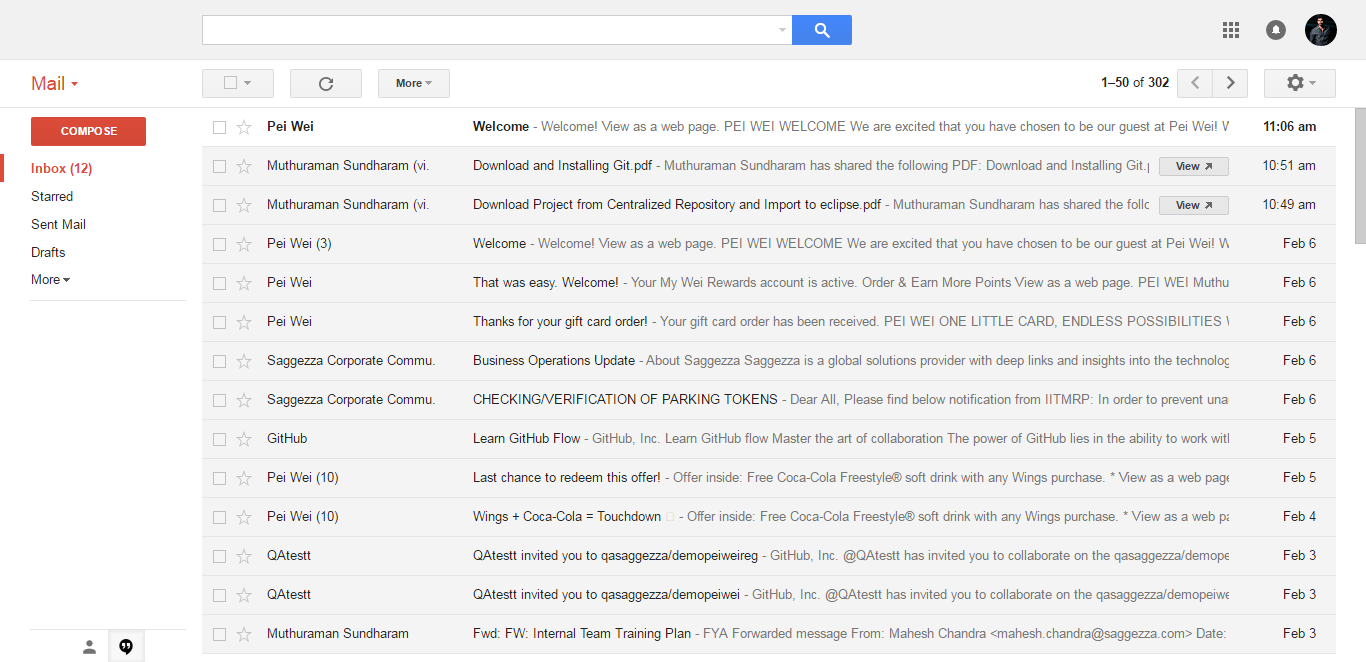 Mail
More
1–50 of 302
COMPOSE
Inbox (12)
Starred
Sent Mail
Drafts
More
Pei Wei Welcome - Welcome! View as a web page. PEI WEI WELCOME We are excited that you have chosen to be our guest at Pei Wei! W 11:06 am
Muthuraman Sundharam (vi. Download and Installing Git.pdf - Muthuraman Sundharam has shared the following PDF: Download and Installing Git.p View 10:51 am
Muthuraman Sundharam (vi. Download Project from Centralized Repository and Import to eclipse.pdf - Muthuraman Sundharam has shared the follo View 10:49 am
Pei Wei (3) Welcome - Welcome! View as a web page. PEI WEI WELCOME We are excited that you have chosen to be our guest at Pei Wei! W Feb 6
Pei Wei That was easy. Welcome! - Your My Wei Rewards account is active. Order & Earn More Points View as a web page. PEI WEI Muthu Feb 6
Pei Wei Thanks for your gift card order! - Your gift card order has been received. PEI WEI ONE LITTLE CARD, ENDLESS POSSIBILITIES Feb 6
Saggezza Corporate Commu. Business Operations Update - About Saggezza Saggezza is a global solutions provider with deep links and insights into the technolog Feb 6
Saggezza Corporate Commu. CHECKING/VERIFICATION OF PARKING TOKENS - Dear All, Please find below notification from IITMRP: In order to prevent una Feb 6
GitHub Learn GitHub Flow - GitHub, Inc. Learn GitHub flow Master the art of collaboration The power of GitHub lies in the ability to work wit Feb 5
Pei Wei (10) Last chance to redeem this offer! - Offer inside: Free Coca-Cola Freestyle® soft drink with any Wings purchase. * View as a web page Feb 5
Pei Wei (10) Wings + Coca-Cola = Touchdown - Offer inside: Free Coca-Cola Freestyle® soft drink with any Wings purchase. * View as a web pa Feb 4
QAtestt QAtestt invited you to qasaggezza/demopeiweireg - GitHub, Inc. @QAtestt has invited you to collaborate on the qasaggezza/demope Feb 3
QAtestt QAtestt invited you to qasaggezza/demopeiwei - GitHub, Inc. @QAtestt has invited you to collaborate on the qasaggezza/demopeiwe Feb 3
Muthuraman Sundharam Fwd: FW: Internal Team Training Plan - FYA Forwarded message From: Mahesh Chandra <mahesh.chandra@saggezza.com> Date: Feb 3